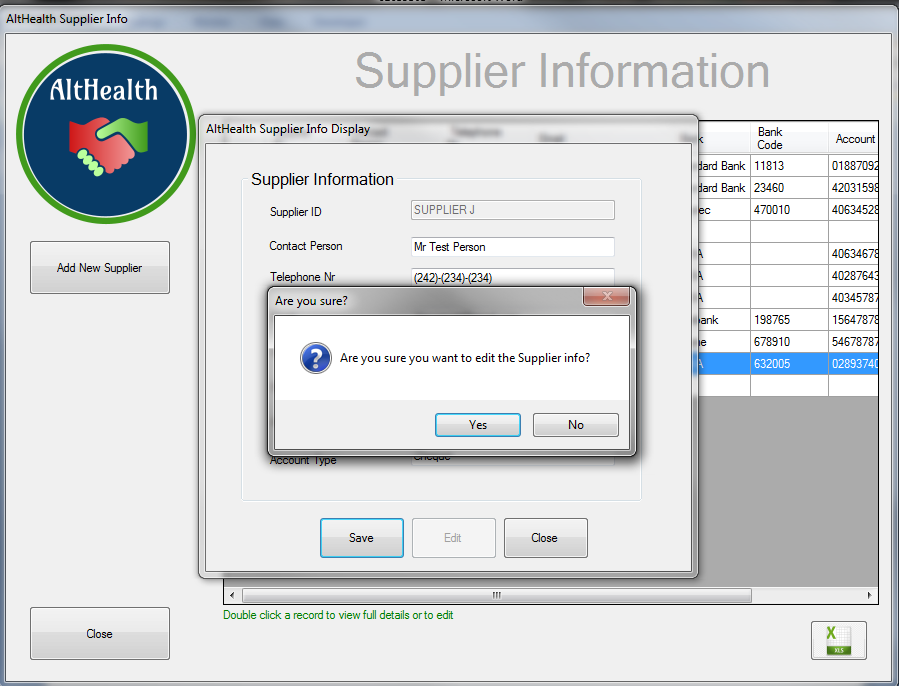 AltHealth Supplier Info
AltHealth
Supplier Information
Add New Supplier
AltHealth Supplier Info Display
Bank
Code
Account
dard Bank 11813 01887092
dard Bank 23460 42031598
ec 470010 40634528
A 40634678
A 40287643
A 40345787
ank 198765 15647878
ne 678910 54678787
A 632005 02893740
Supplier Information
Supplier ID SUPPLIER J
Contact Person Mr Test Person
Telephone Nr (242)-(234)-(234)
Are you sure?
Are you sure you want to edit the Supplier info?
Yes No
Account Type Cheque
Save Edit Close
Double click a record to view full details or to edit
Close
X
XLS